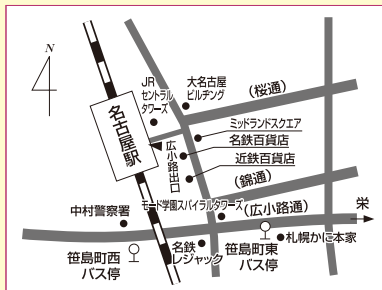 N
JR
セントラル
タワーズ
大名古屋
ビルヂング
(桜通)
名古屋駅
広小路出口
ミッドランドスクエア
名鉄百貨店
近鉄百貨店
(錦通)
モード学園スパイラルタワーズ
(広小路通)
栄
中村警察署
笹島町西
バス停
名鉄
レジャック
笹島町東
バス停
札幌かに本家